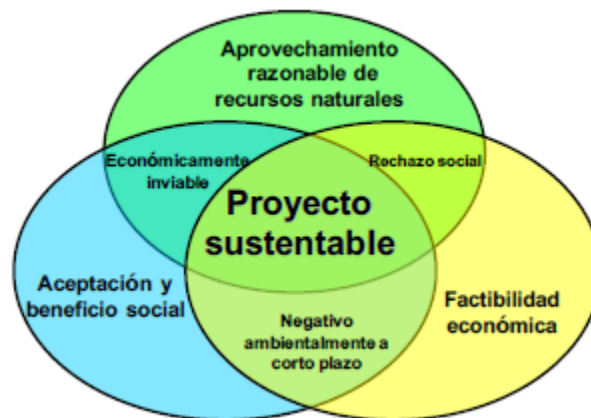 Aprovechamiento
razonable de
recursos naturales
Económicamente
inviable
Rechazo social
Proyecto
sustentable
Aceptación y
beneficio social
Factibilidad
económica
Negativo
ambientalmente a
corto plazo